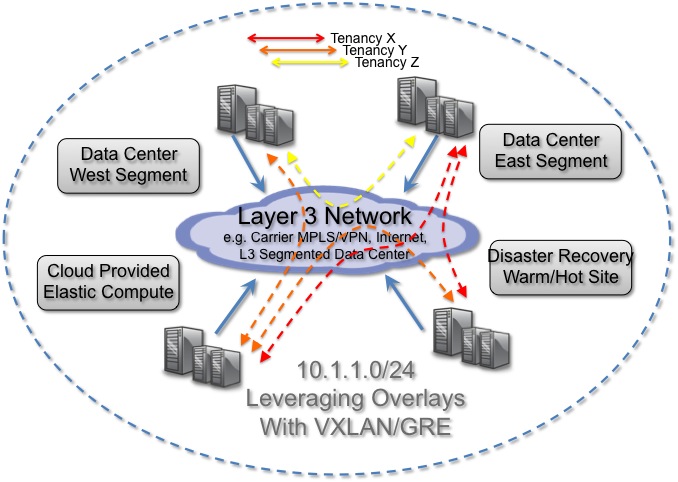 Tenancy X
Tenancy Y
Tenancy Z
Data Center
West Segment
Data Center
East Segment
Layer 3 Network
e.g. Carrier MPLS/VPN, Internet,
L3 Segmented Data Center
Cloud Provided
Elastic Compute
Disaster Recovery
Warm/Hot Site
10.1.1.0/24
Leveraging Overlays
With VXLAN/GRE